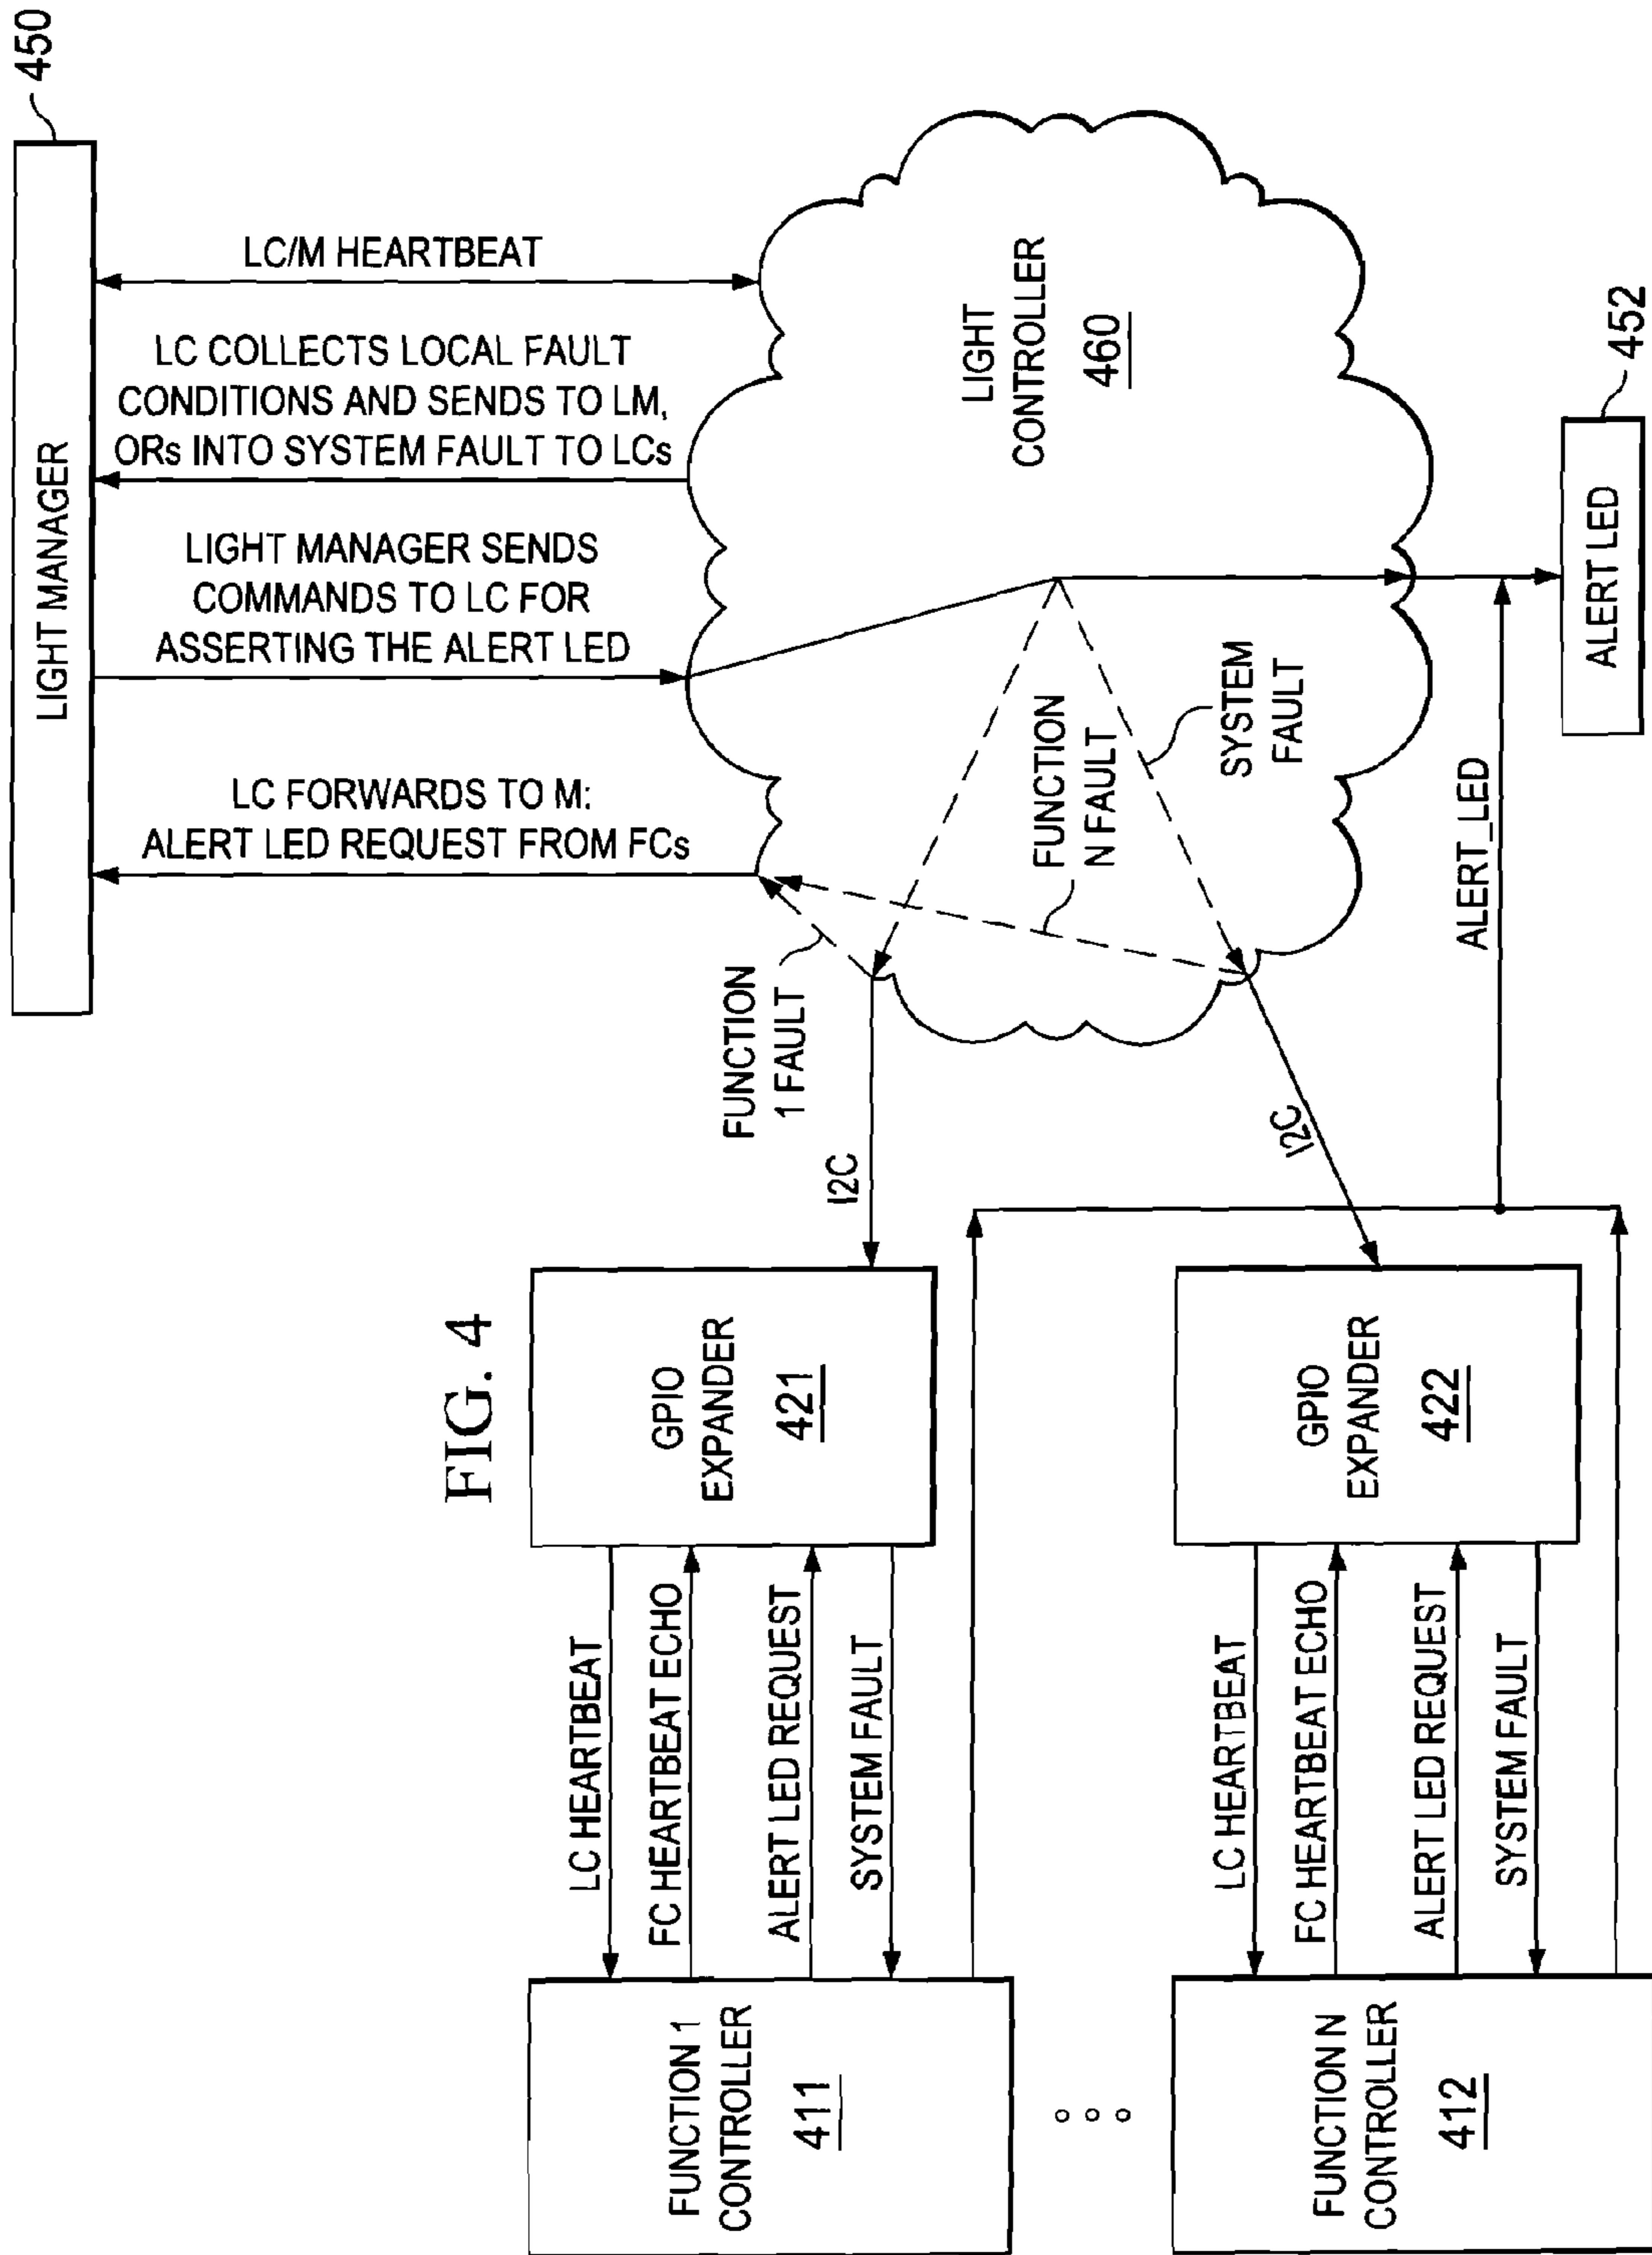 FIG. 4
LIGHT MANAGER
450
LC FORWARDS TO M:
ALERT LED REQUEST FROM FCs
LIGHT MANAGER SENDS
COMMANDS TO LC FOR
ASSERTING THE ALERT LED
LC COLLECTS LOCAL FAULT
CONDITIONS AND SENDS TO LM,
ORs INTO SYSTEM FAULT TO LCs
LC/M HEARTBEAT
LIGHT
CONTROLLER
460
FUNCTION
1 FAULT
FUNCTION
N FAULT
SYSTEM
FAULT
I2C
I2C
GPIO
EXPANDER
421
LC HEARTBEAT
FC HEARTBEAT ECHO
ALERT LED REQUEST
SYSTEM FAULT
FUNCTION 1
CONTROLLER
411
GPIO
EXPANDER
422
LC HEARTBEAT
FC HEARTBEAT ECHO
ALERT LED REQUEST
SYSTEM FAULT
FUNCTION N
CONTROLLER
412
ALERT_LED
ALERT LED
452